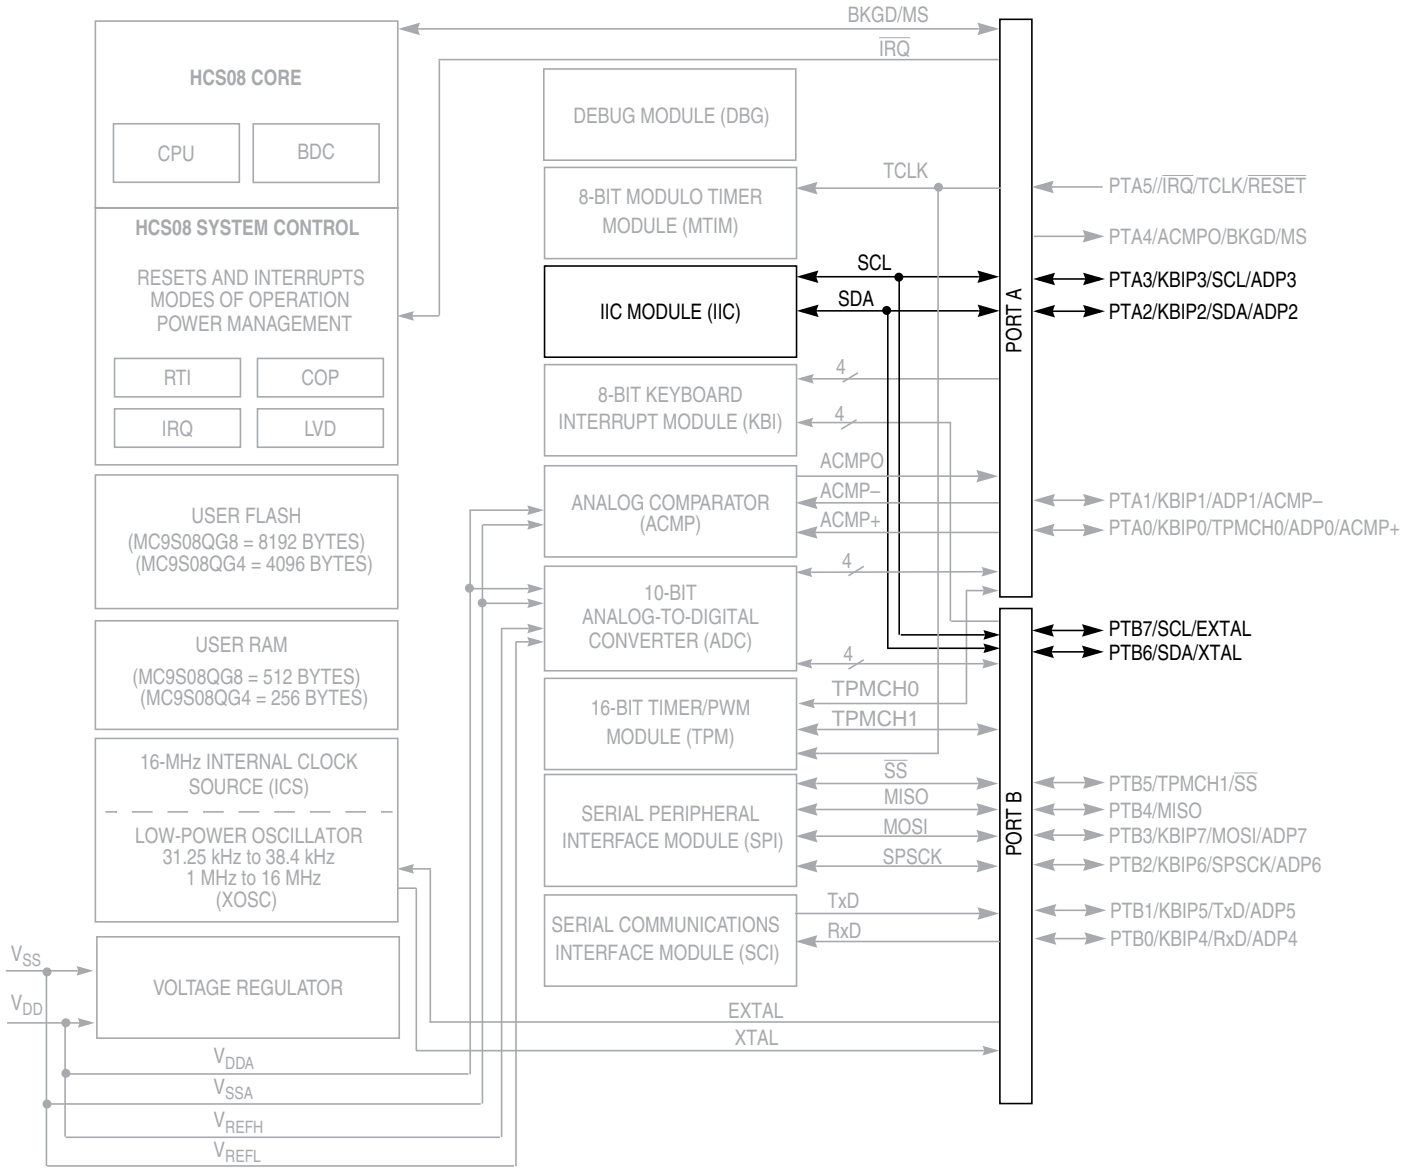 BKGD/MS
IRQ
HCS08 CORE
CPU
BDC
HCS08 SYSTEM CONTROL
RESETS AND INTERRUPTS
MODES OF OPERATION
POWER MANAGEMENT
RTI
COP
IRQ
LVD
USER FLASH
(MC9S08QG8 = 8192 BYTES)
(MC9S08QG4 = 4096 BYTES)
USER RAM
(MC9S08QG8 = 512 BYTES)
(MC9S08QG4 = 256 BYTES)
16-MHz INTERNAL CLOCK
SOURCE (ICS)
LOW-POWER OSCILLATOR
31.25 kHz to 38.4 kHz
1 MHz to 16 MHz
(XOSC)
VOLTAGE REGULATOR
VSS
VDD
VDDA
VSSA
VREFH
VREFL
DEBUG MODULE (DBG)
8-BIT MODULO TIMER
MODULE (MTIM)
TCLK
IIC MODULE (IIC)
SCL
SDA
8-BIT KEYBOARD
INTERRUPT MODULE (KBI)
4
4
ANALOG COMPARATOR
(ACMP)
ACMPO
ACMP–
ACMP+
10-BIT
ANALOG-TO-DIGITAL
CONVERTER (ADC)
4
4
16-BIT TIMER/PWM
MODULE (TPM)
TPMCH0
TPMCH1
SERIAL PERIPHERAL
INTERFACE MODULE (SPI)
SS
MISO
MOSI
SPSCK
SERIAL COMMUNICATIONS
INTERFACE MODULE (SCI)
TxD
RxD
EXTAL
XTAL
PORT A
PORT B
PTA5//IRQ/TCLK/RESET
PTA4/ACMPO/BKGD/MS
PTA3/KBIP3/SCL/ADP3
PTA2/KBIP2/SDA/ADP2
PTA1/KBIP1/ADP1/ACMP–
PTA0/KBIP0/TPMCH0/ADP0/ACMP+
PTB7/SCL/EXTAL
PTB6/SDA/XTAL
PTB5/TPMCH1/SS
PTB4/MISO
PTB3/KBIP7/MOSI/ADP7
PTB2/KBIP6/SPSCK/ADP6
PTB1/KBIP5/TxD/ADP5
PTB0/KBIP4/RxD/ADP4